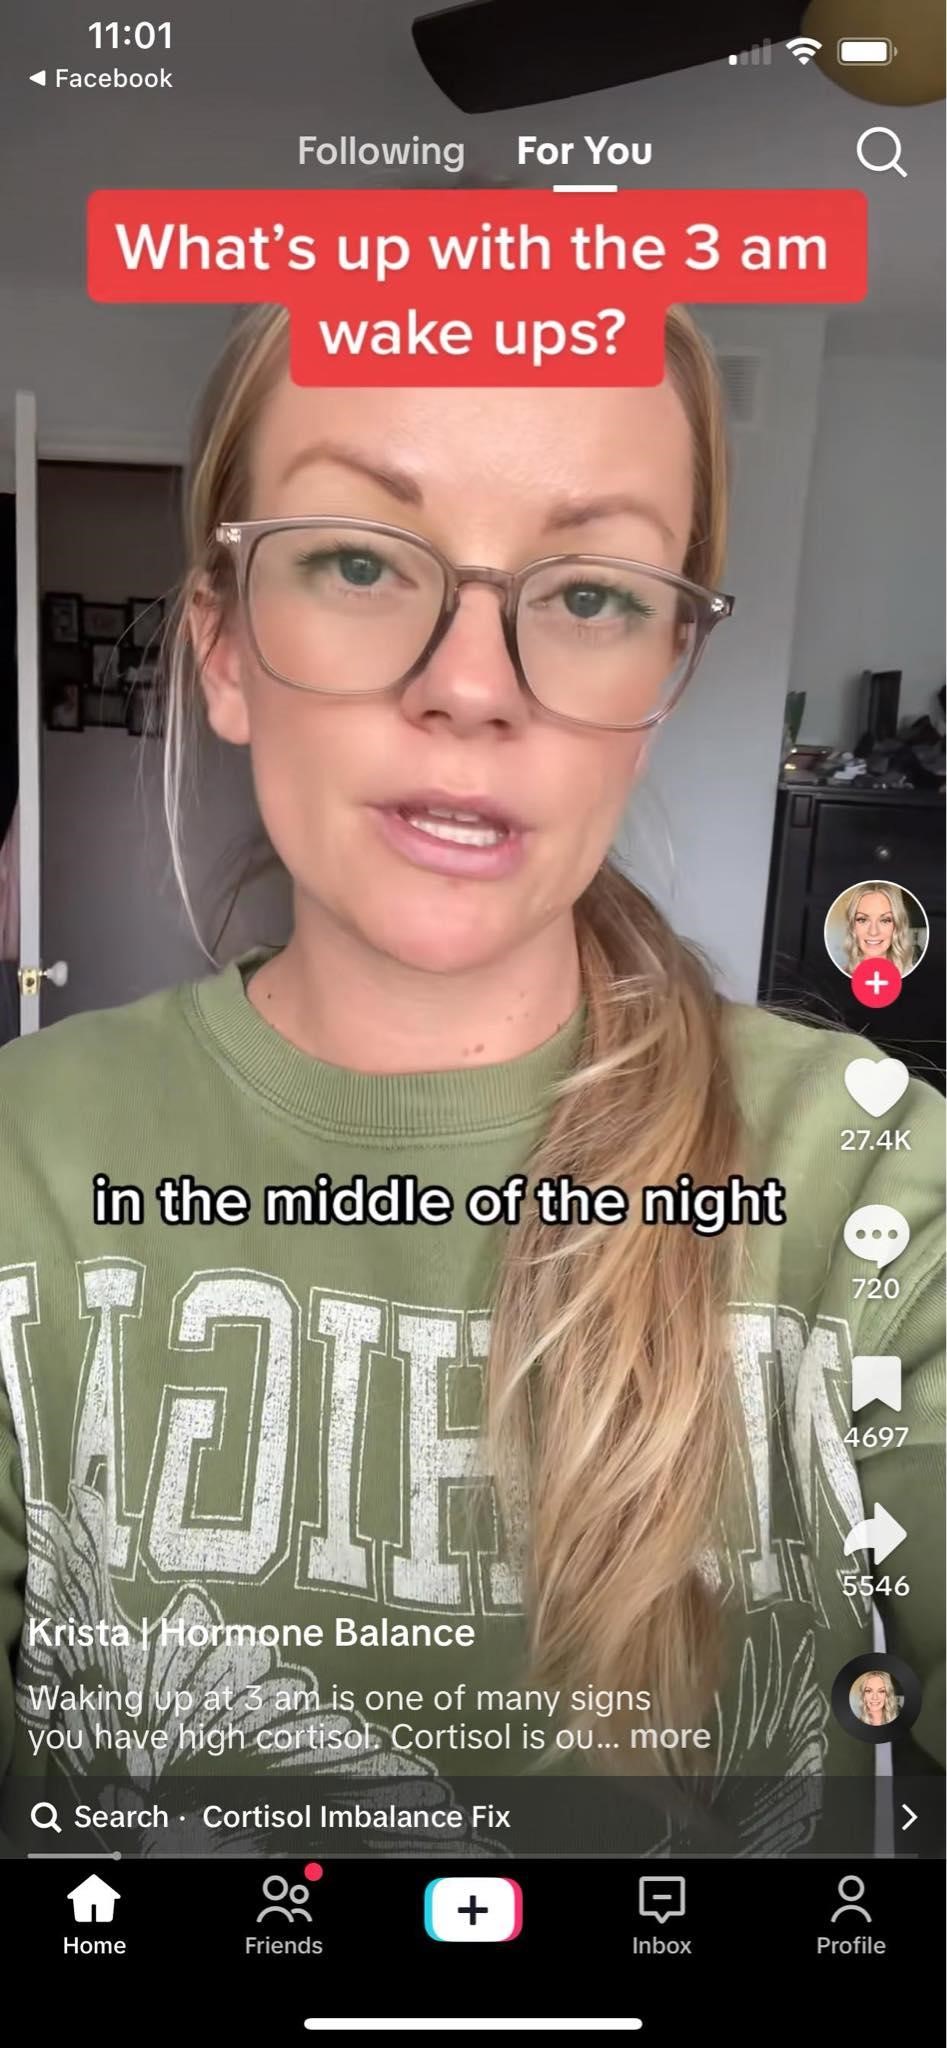 11:01
◀ Facebook
Following For You
What's up with the 3 am
wake ups?
in the middle of the night
27.4K
720
4697
5546
Krista | Hormone Balance
Waking up at 3 am is one of many signs
you have high cortisol. Cortisol is ou... more
Search · Cortisol Imbalance Fix
Home Friends Inbox Profile